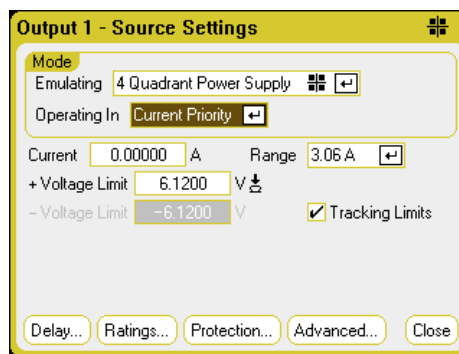 Output 1 - Source Settings
Mode
Emulating 4 Quadrant Power Supply
Operating In Current Priority
Current 0.00000 A Range 3.06 A
+ Voltage Limit 6.1200 V
- Voltage Limit -6.1200 V Tracking Limits
Delay... Ratings... Protection... Advanced... Close